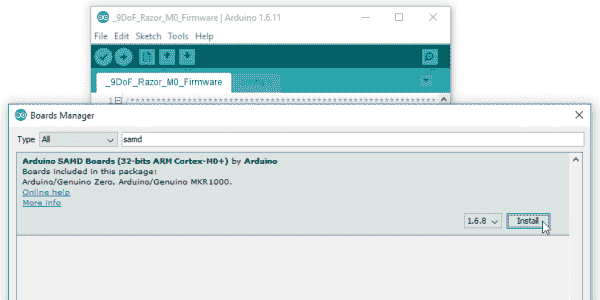 _9DoF_Razor_M0_Firmware | Arduino 1.6.11
File Edit Sketch Tools Help
_9DoF_Razor_M0_Firmware
1 /****************************************************
Boards Manager
Type All samd
Arduino SAMD Boards (32-bits ARM Cortex-M0+) by Arduino
Boards included in this package:
Arduino/Genuino Zero, Arduino/Genuino MKR1000.
Online help
More info
1.6.8 Install